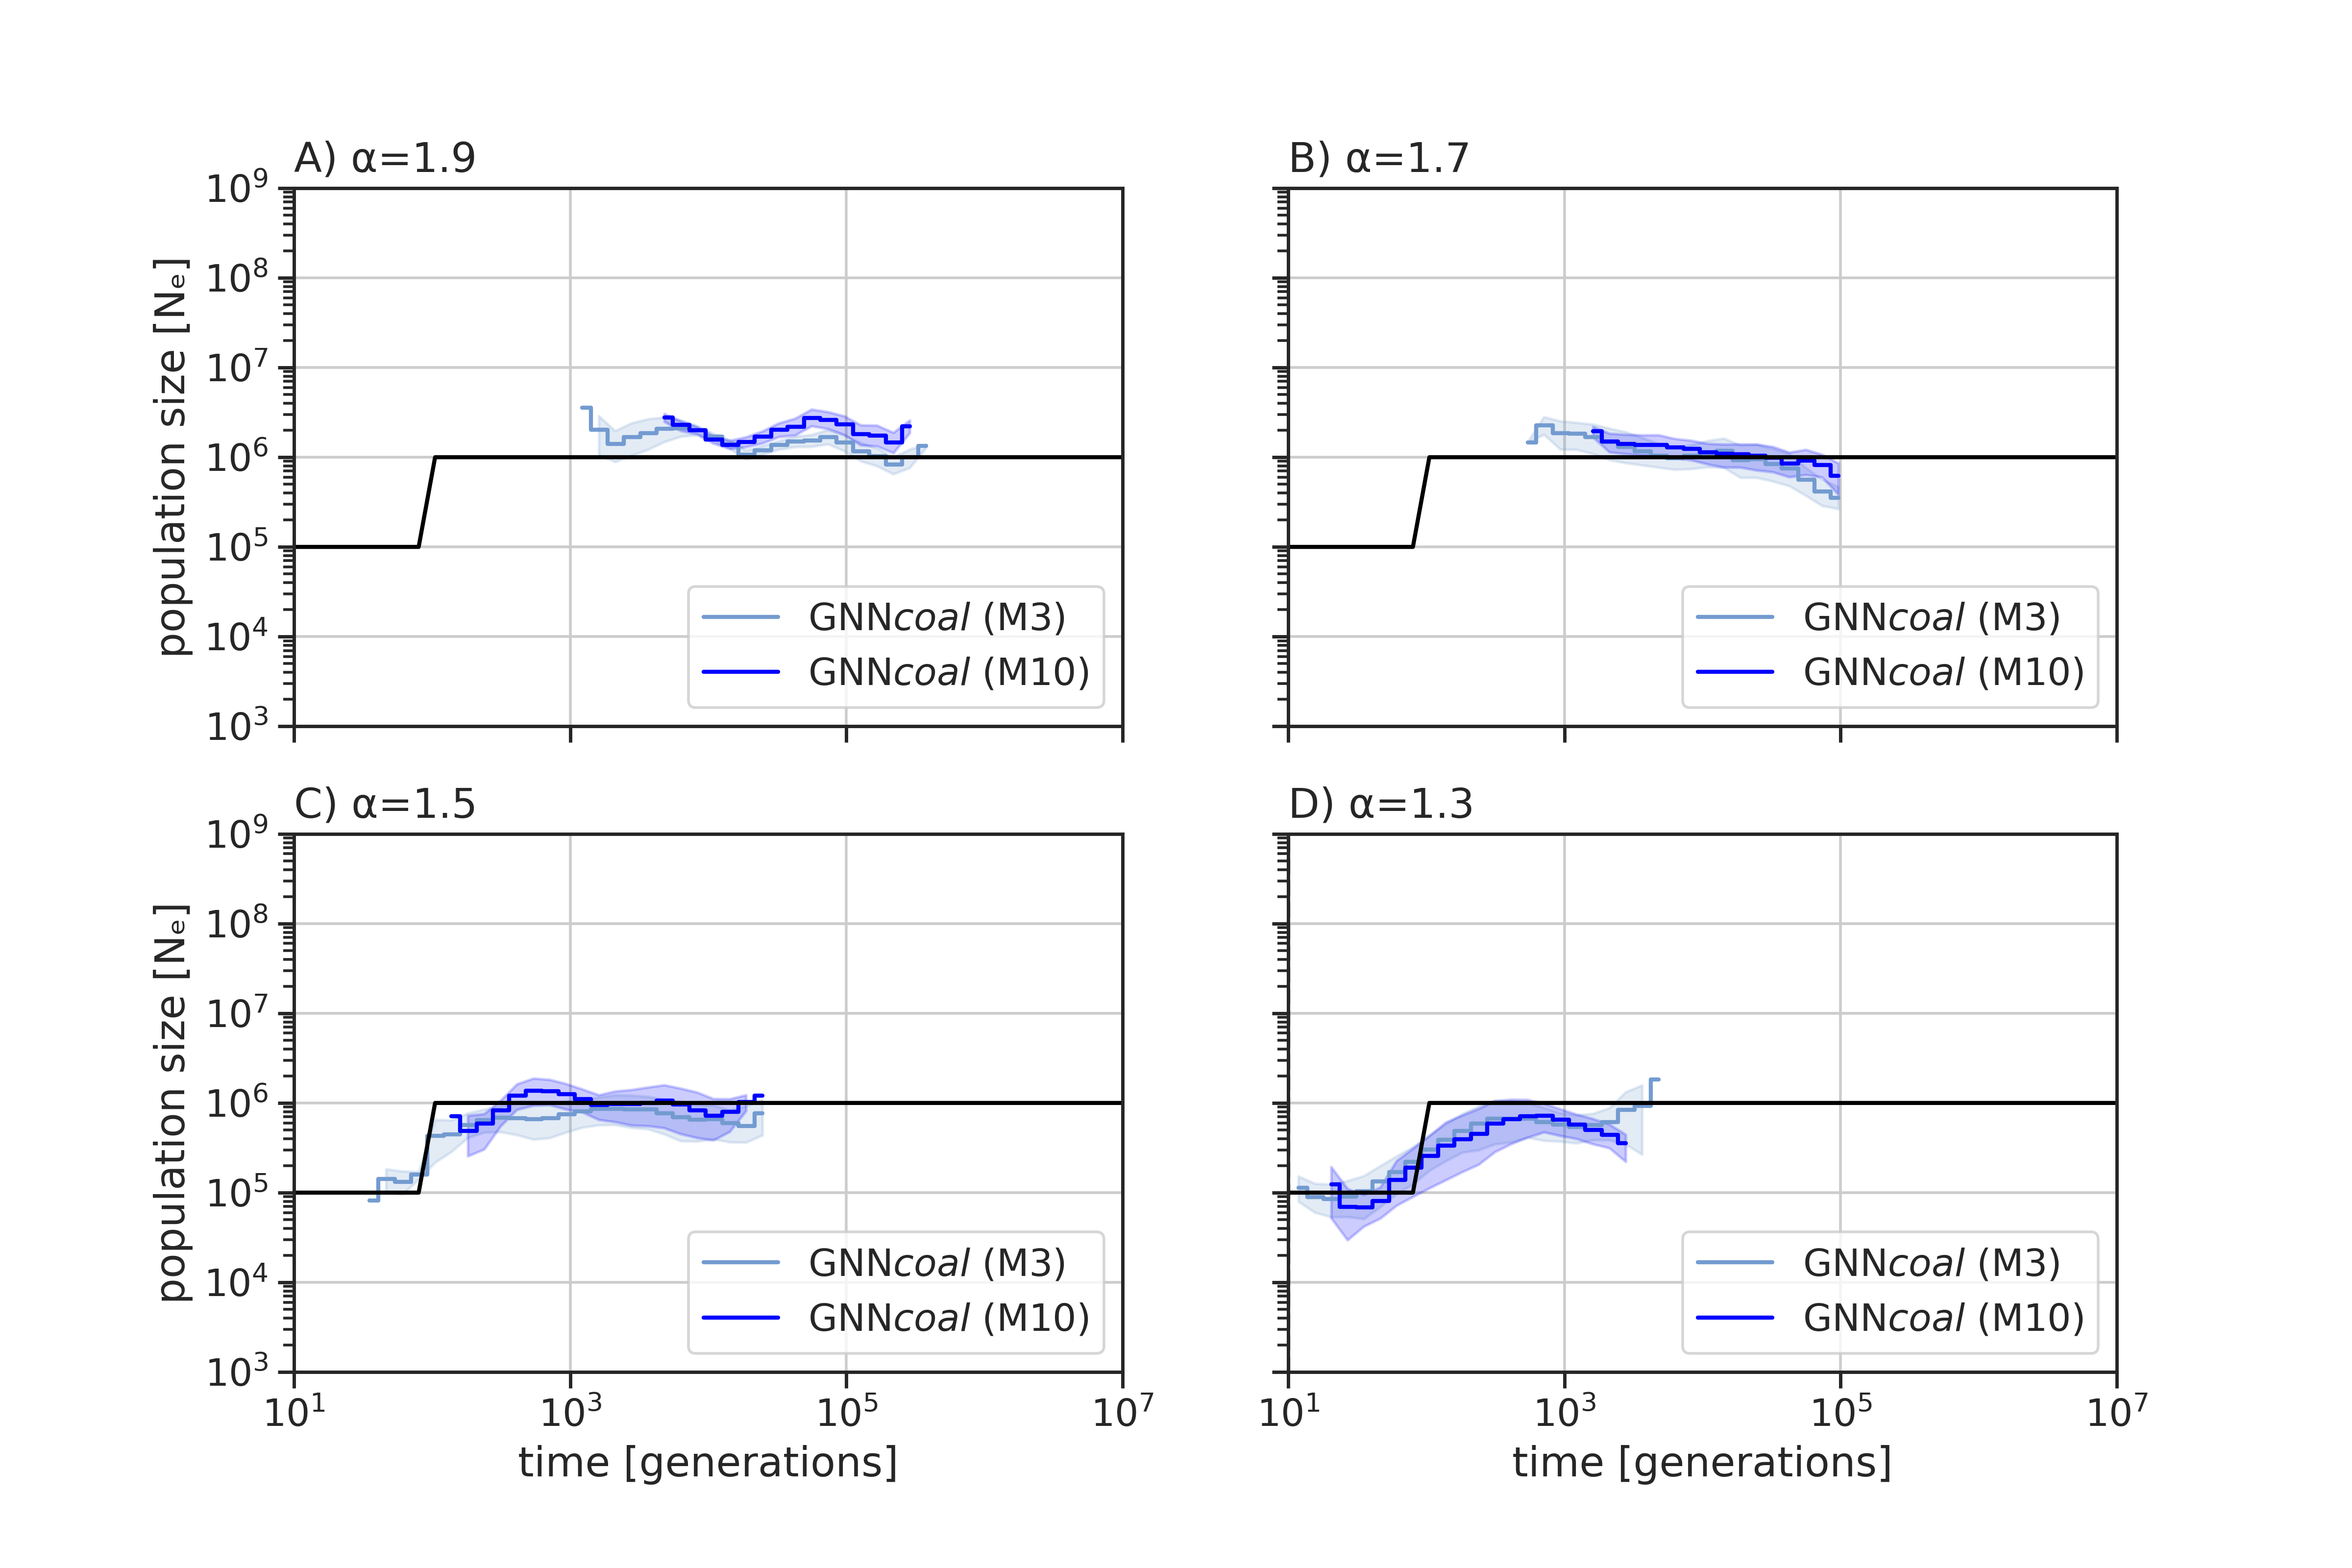 A) α=1.9
B) α=1.7
population size [Nₑ]
10⁹
10⁸
10⁷
10⁶
10⁵
10⁴
10³
GNNcoal (M3)
GNNcoal (M10)
GNNcoal (M3)
GNNcoal (M10)
C) α=1.5
D) α=1.3
population size [Nₑ]
10⁹
10⁸
10⁷
10⁶
10⁵
10⁴
10³
GNNcoal (M3)
GNNcoal (M10)
GNNcoal (M3)
GNNcoal (M10)
10¹ 10³ 10⁵ 10⁷
10¹ 10³ 10⁵ 10⁷
time [generations]
time [generations]